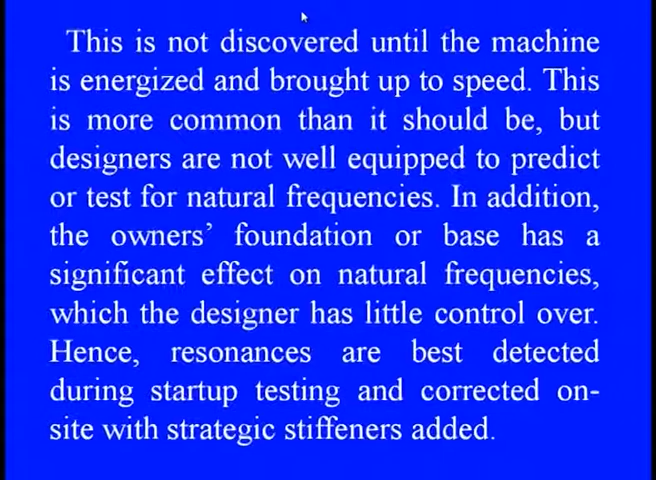 This is not discovered until the machine
is energized and brought up to speed. This
is more common than it should be, but
designers are not well equipped to predict
or test for natural frequencies. In addition,
the owners’ foundation or base has a
significant effect on natural frequencies,
which the designer has little control over.
Hence, resonances are best detected
during startup testing and corrected on-
site with strategic stiffeners added.